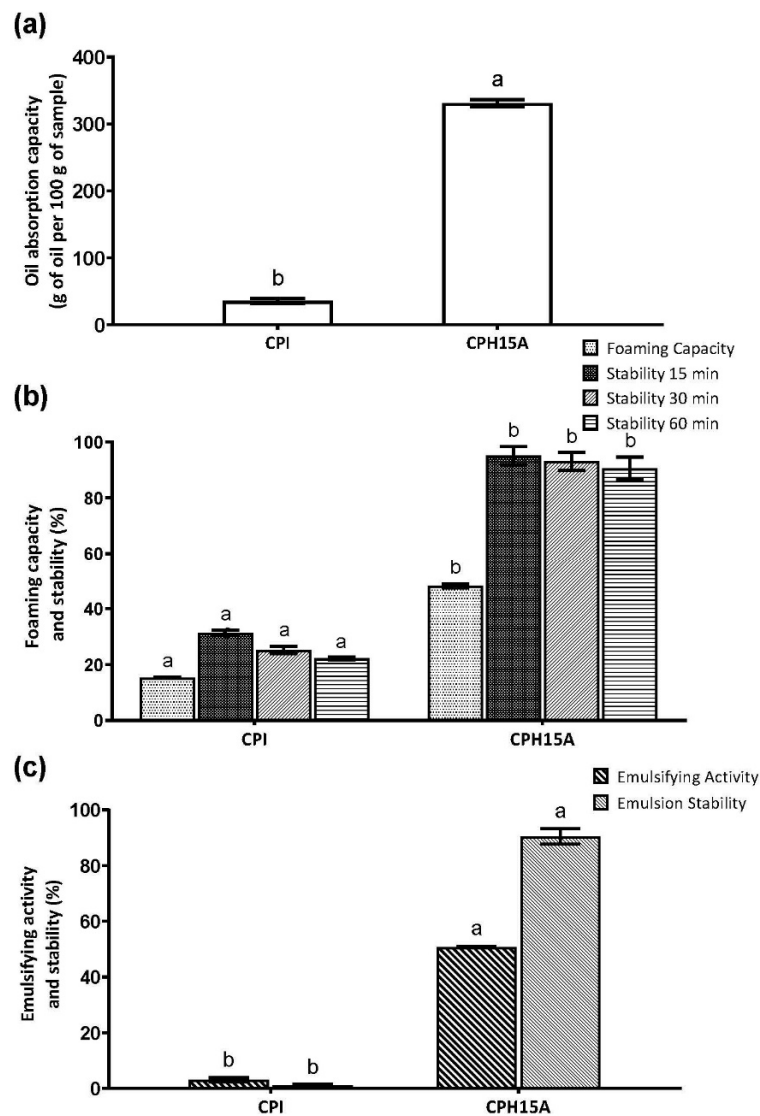 (a)
Oil absorption capacity
(g of oil per 100 g of sample)
400
300
200
100
0
b
a
CPI
CPH15A
Foaming Capacity
Stability 15 min
Stability 30 min
Stability 60 min
(b)
Foaming capacity
and stability (%)
100
80
60
40
20
0
a
a
a
a
b
b
b
b
CPI
CPH15A
(c)
Emulsifying Activity
Emulsion Stability
Emulsifying activity
and stability (%)
100
80
60
40
20
0
b
b
a
a
CPI
CPH15A